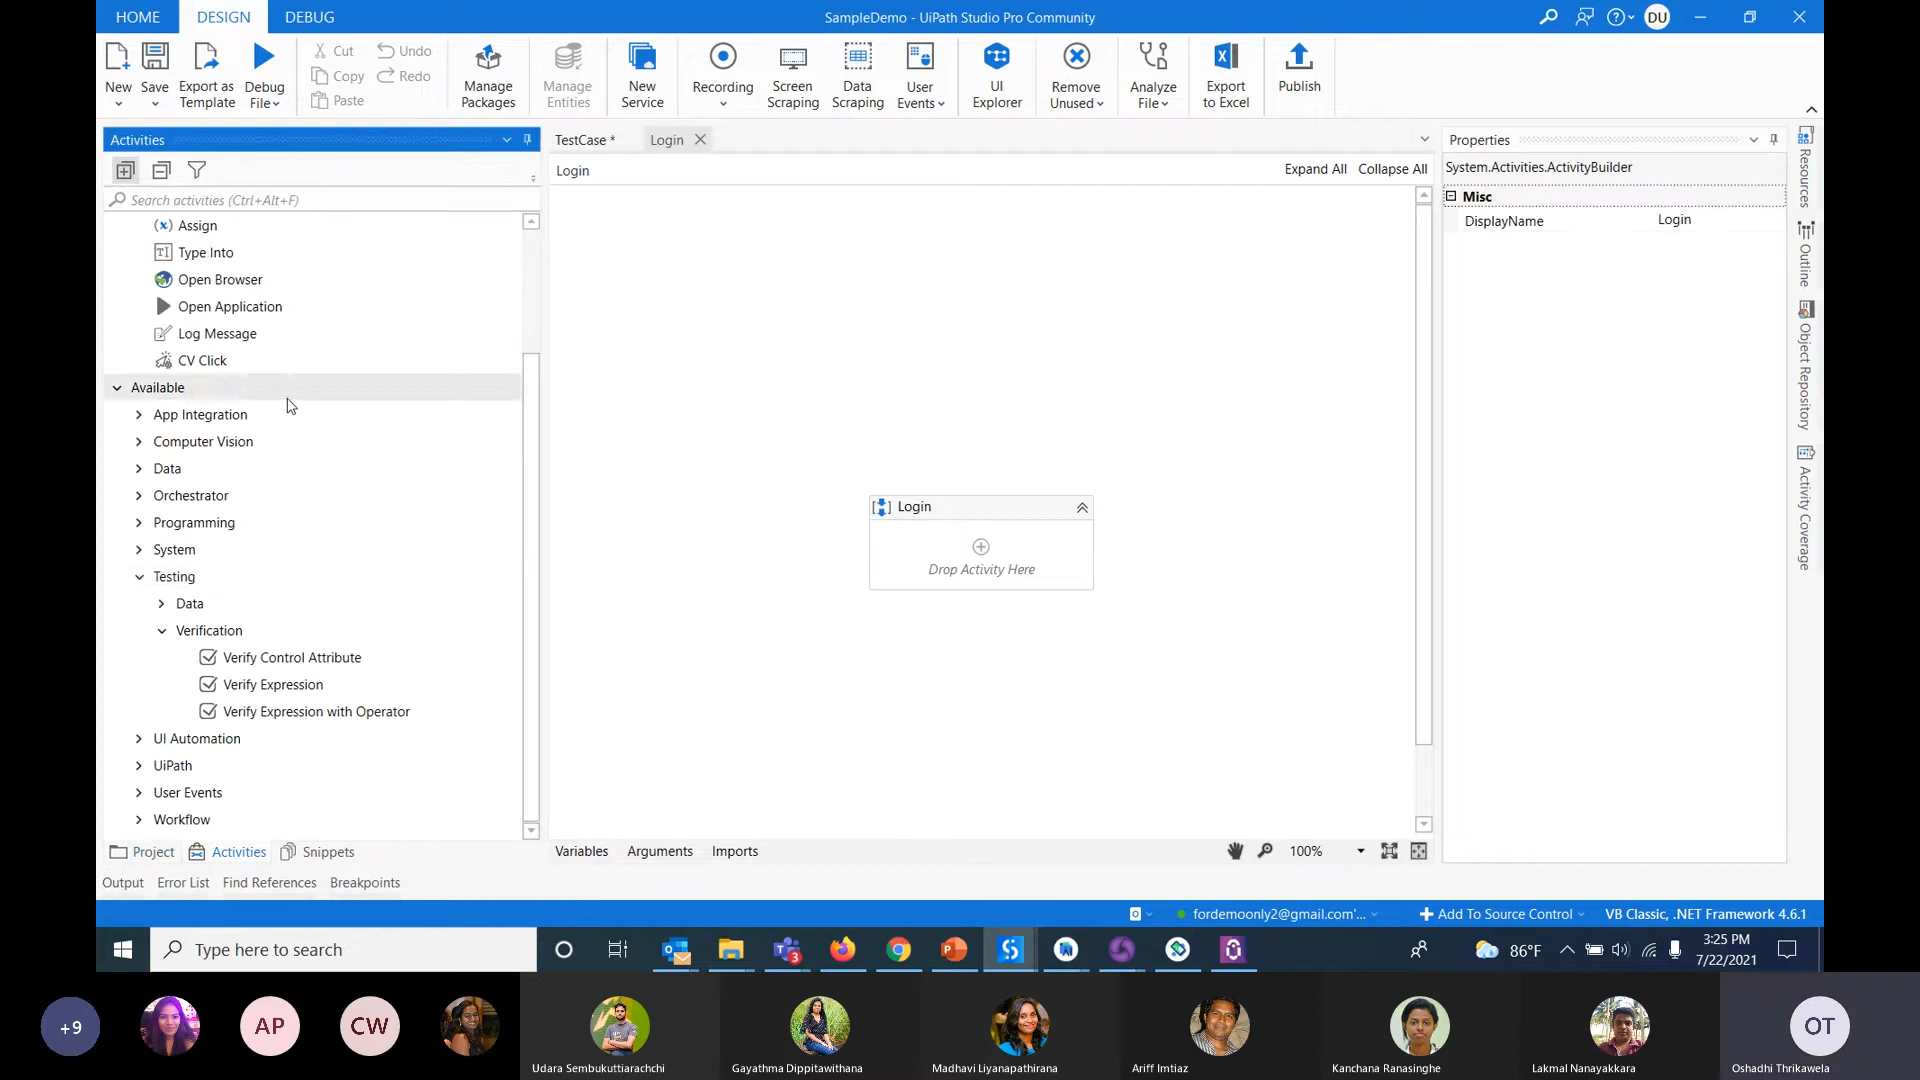 HOME DESIGN DEBUG SampleDemo - UiPath Studio Pro Community DU
New Save Export as Template Debug File Cut Copy Paste Undo Redo Manage Packages Manage Entities New Service Recording Screen Scraping Data Scraping User Events UI Explorer Remove Unused Analyze File Export to Excel Publish
Activities
TestCase * Login
Properties
Login Expand All Collapse All
System.Activities.ActivityBuilder
Search activities (Ctrl+Alt+F)
Misc
DisplayName Login
Assign
Type Into
Open Browser
Open Application
Log Message
CV Click
Available
App Integration
Computer Vision
Data
Orchestrator
Programming
System
Testing
Data
Verification
Verify Control Attribute
Verify Expression
Verify Expression with Operator
UI Automation
UiPath
User Events
Workflow
Login
Drop Activity Here
Resources
Outline
Object Repository
Activity Coverage
Project Activities Snippets
Variables Arguments Imports 100%
Output Error List Find References Breakpoints
fordemoonly2@gmail.com'... Add To Source Control VB Classic, .NET Framework 4.6.1
Type here to search 3 86°F 3:25 PM
7/22/2021
+9 AP CW OT
Udara Sembukuttiarachchi Gayathma Dippitawithana Madhavi Liyanapathirana Ariff Imtiaz Kanchana Ranasinghe Lakmal Nanayakkara Oshadhi Thrikawela